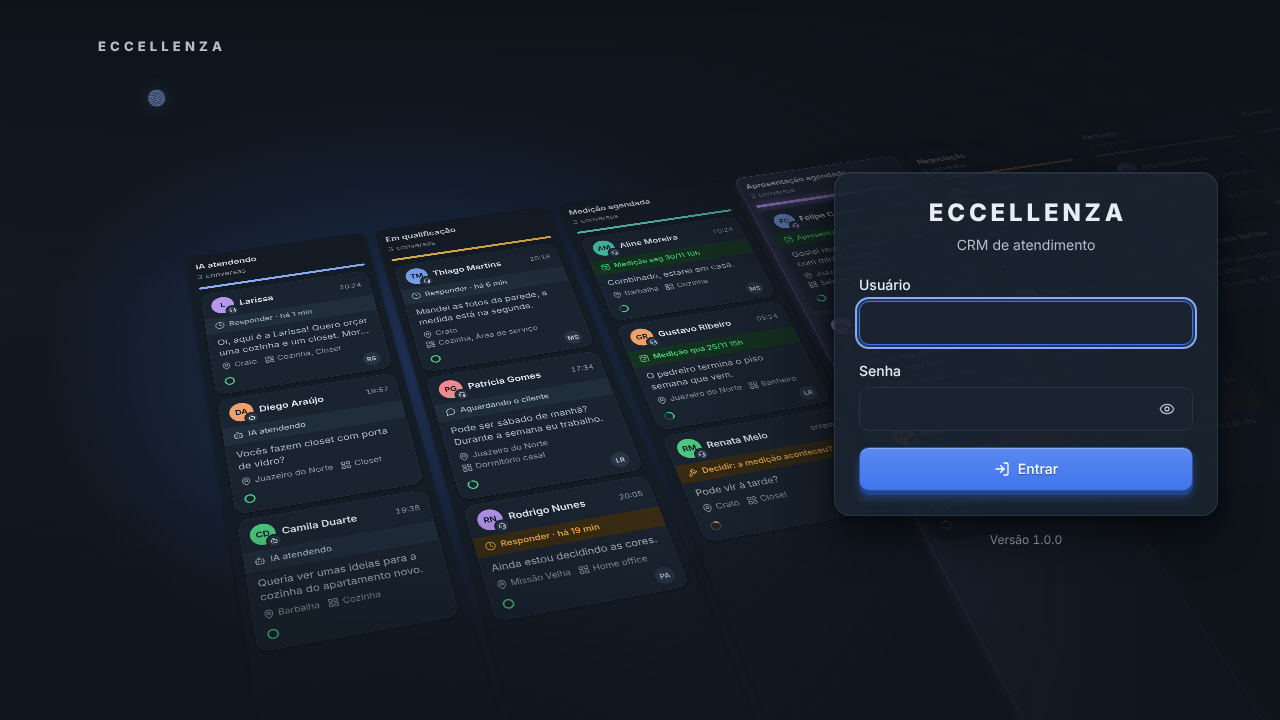 ECCELLENZA
IA atendendo
3 conversas
L
Larissa
20:24
Responder · há 1 min
Oi, aqui é a Larissa! Quero orçar
uma cozinha e um closet. Mor...
Crato
Cozinha, Closet
RS
DA
Diego Araújo
19:57
IA atendendo
Vocês fazem closet com porta
de vidro?
Juazeiro do Norte
Closet
CD
Camila Duarte
19:38
IA atendendo
Queria ver umas ideias para a
cozinha do apartamento novo.
Barbalha
Cozinha
Em qualificação
3 conversas
TM
Thiago Martins
20:18
Responder · há 6 min
Mandei as fotos da parede, a
medida está na segunda.
Crato
Cozinha, Área de serviço
MS
PG
Patrícia Gomes
17:34
Aguardando o cliente
Pode ser sábado de manhã?
Durante a semana eu trabalho.
Juazeiro do Norte
Dormitório casal
LR
RN
Rodrigo Nunes
20:05
Responder · há 19 min
Ainda estou decidindo as cores.
Missão Velha
Home office
PA
Medição agendada
3 conversas
AM
Aline Moreira
10:24
Medição seg 30/11 10h
Combinado, estarei em casa.
Barbalha
Cozinha
MS
GR
Gustavo Ribeiro
05:24
Medição qua 25/11 15h
O pedreiro termina o piso
semana que vem.
Juazeiro do Norte
Banheiro
LR
RM
Renata Melo
Decidir: a medição aconteceu?
Pode vir à tarde?
Crato
Closet
Apresentação agendada
3 conversas
Felipe
Negociação
ECCELLENZA
CRM de atendimento
Usuário
Senha
Entrar
Versão 1.0.0